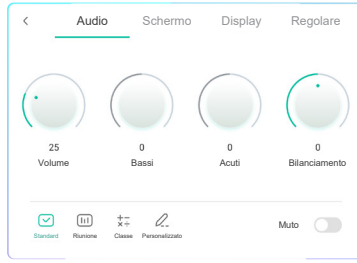 Audio Schermo Display Regolare
25 0 0 0
Volume Bassi Acuti Bilanciamento
Standard Riunione Classe Personalizzato Muto